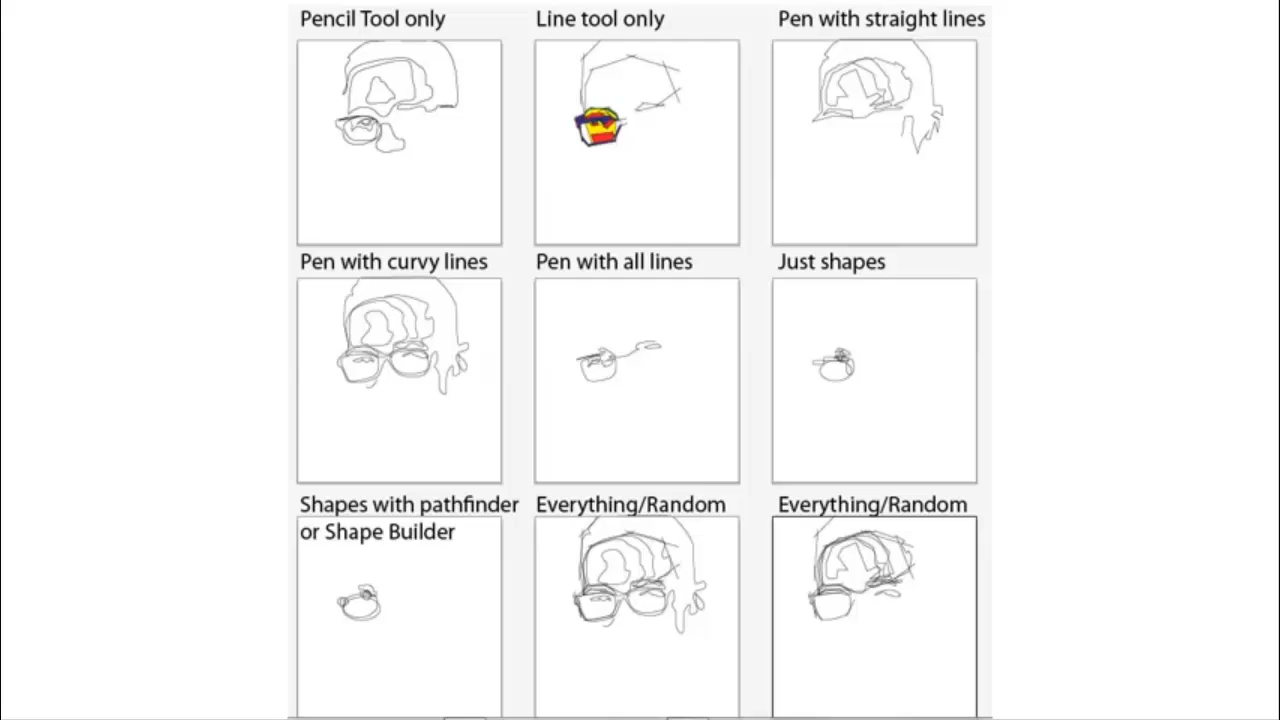 Pencil Tool only
Line tool only
Pen with straight lines
Pen with curvy lines
Pen with all lines
Just shapes
Shapes with pathfinder
or Shape Builder
Everything/Random
Everything/Random